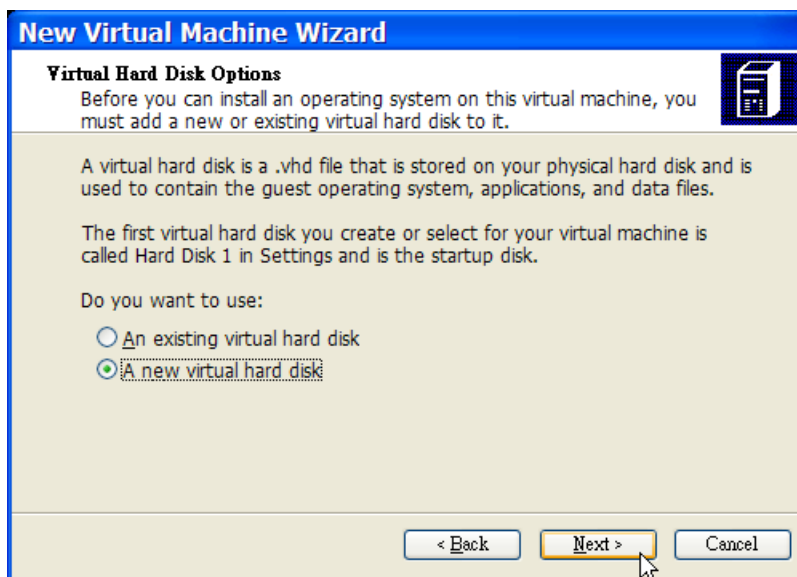 New Virtual Machine Wizard
Virtual Hard Disk Options
Before you can install an operating system on this virtual machine, you
must add a new or existing virtual hard disk to it.
A virtual hard disk is a .vhd file that is stored on your physical hard disk and is
used to contain the guest operating system, applications, and data files.
The first virtual hard disk you create or select for your virtual machine is
called Hard Disk 1 in Settings and is the startup disk.
Do you want to use:
An existing virtual hard disk
A new virtual hard disk
< Back
Next >
Cancel